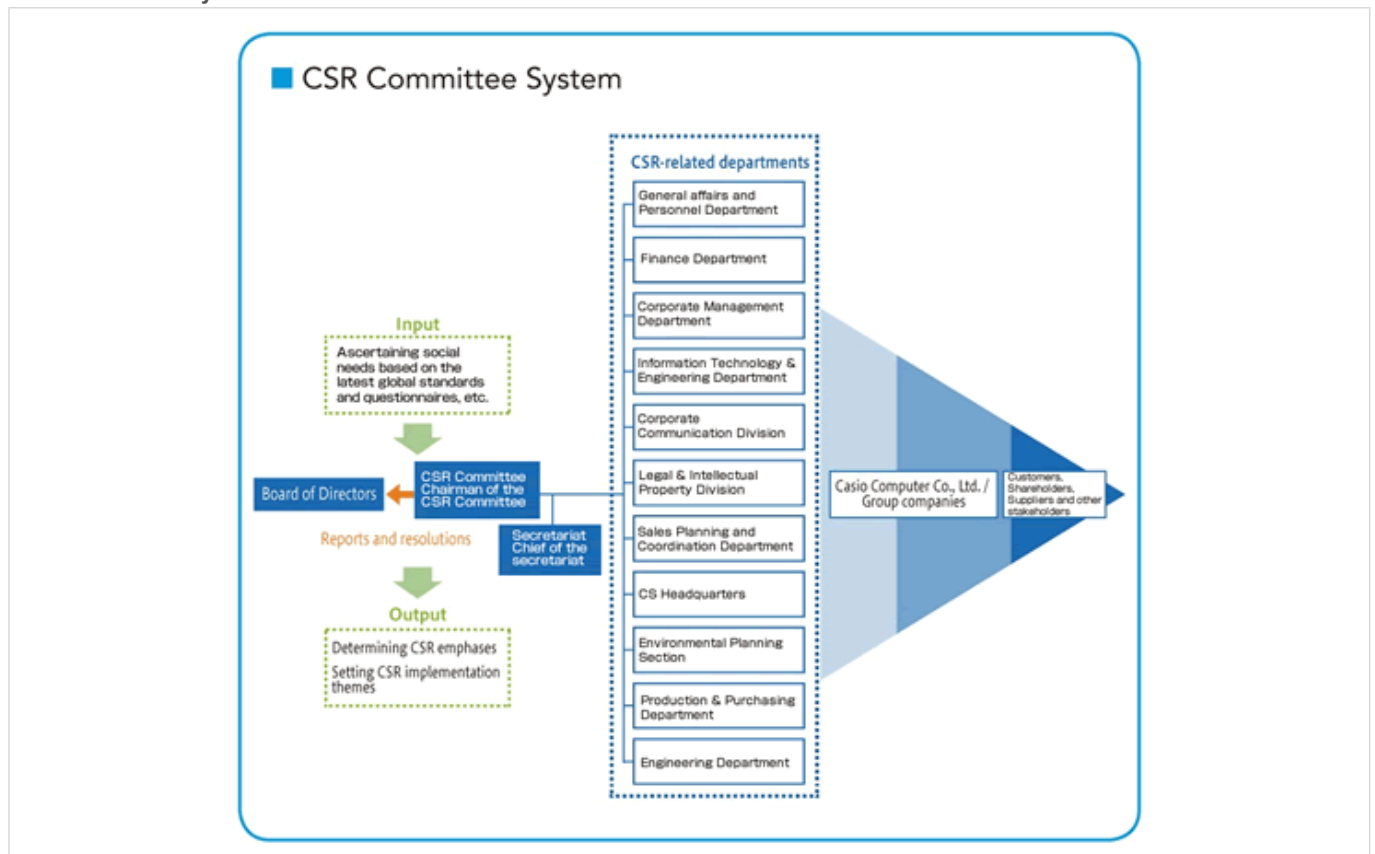 CSR Committee System
CSR-related departments
General affairs and
Personnel Department
Finance Department
Corporate Management
Department
Information Technology &
Engineering Department
Corporate
Communication Division
Legal & Intellectual
Property Division
Sales Planning and
Coordination Department
CS Headquarters
Environmental Planning
Section
Production & Purchasing
Department
Engineering Department
Input
Ascertaining social
needs based on the
latest global standards
and questionnaires, etc.
Board of Directors
CSR Committee
Chairman of the
CSR Committee
Reports and resolutions
Secretariat
Chief of the
secretariat
Output
Determining CSR emphases
Setting CSR implementation
themes
Casio Computer Co., Ltd. /
Group companies
Customers,
Shareholders,
Suppliers and other
stakeholders